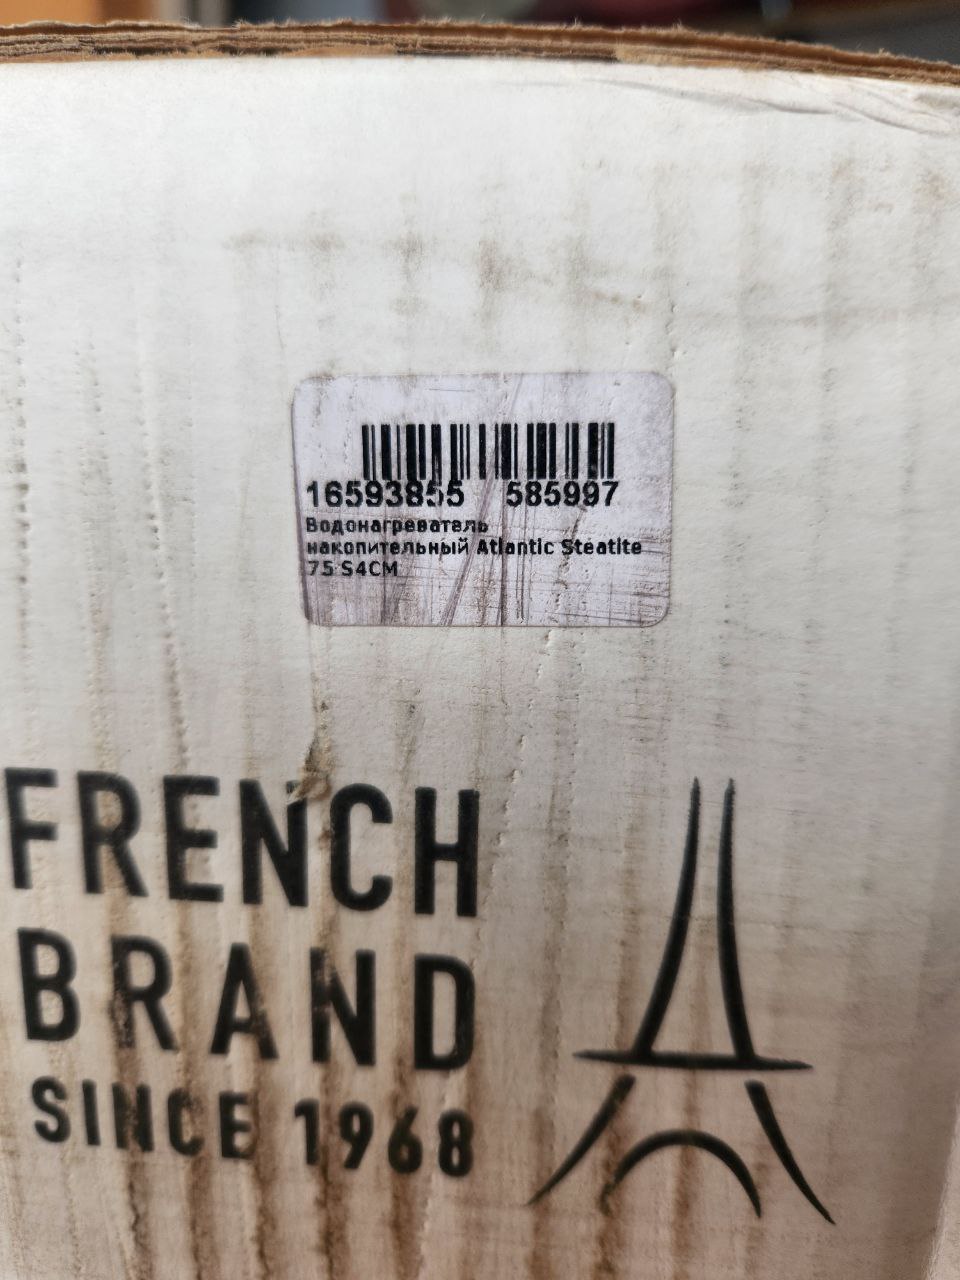 16593855 585997
Водонагреватель
накопительный Atlantic Steatite
75 S4CM
FRENCH
BRAND
SINCE 1968